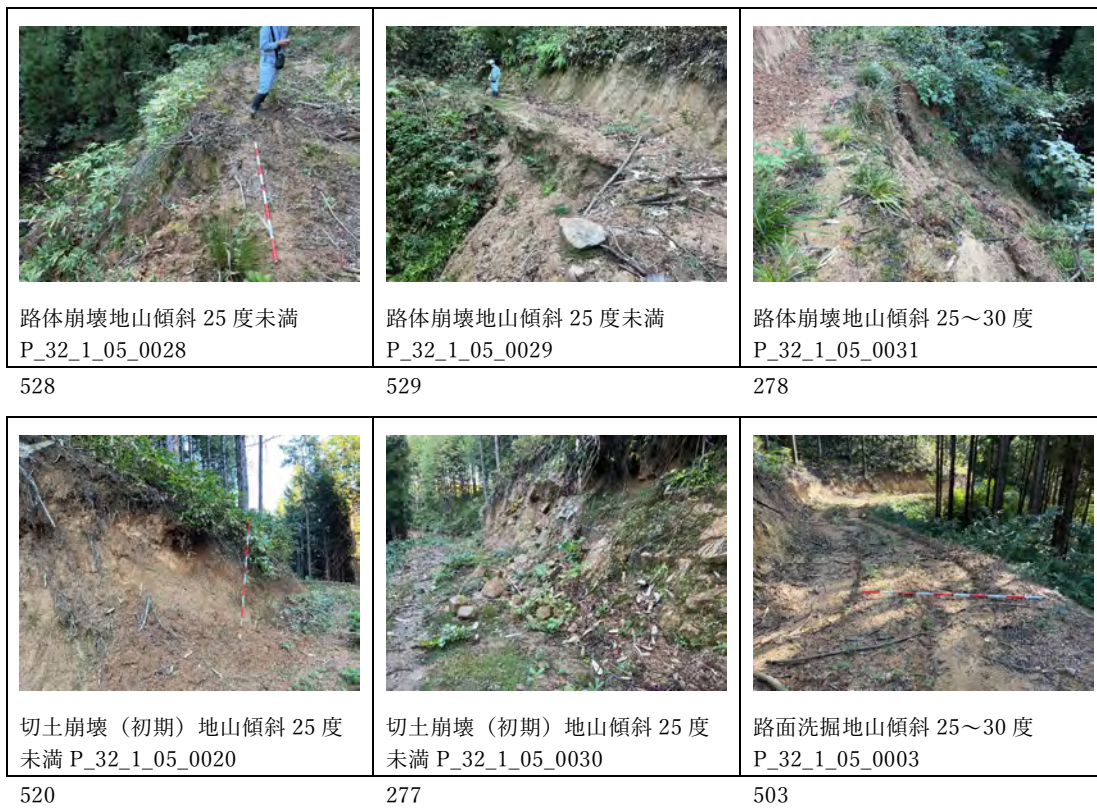 路体崩壊地山傾斜 25 度未満
P_32_1_05_0028
路体崩壊地山傾斜 25 度未満
P_32_1_05_0029
路体崩壊地山傾斜 25～30 度
P_32_1_05_0031
528
529
278
切土崩壊（初期）地山傾斜 25 度
未満 P_32_1_05_0020
切土崩壊（初期）地山傾斜 25 度
未満 P_32_1_05_0030
路面洗掘地山傾斜 25～30 度
P_32_1_05_0003
520
277
503